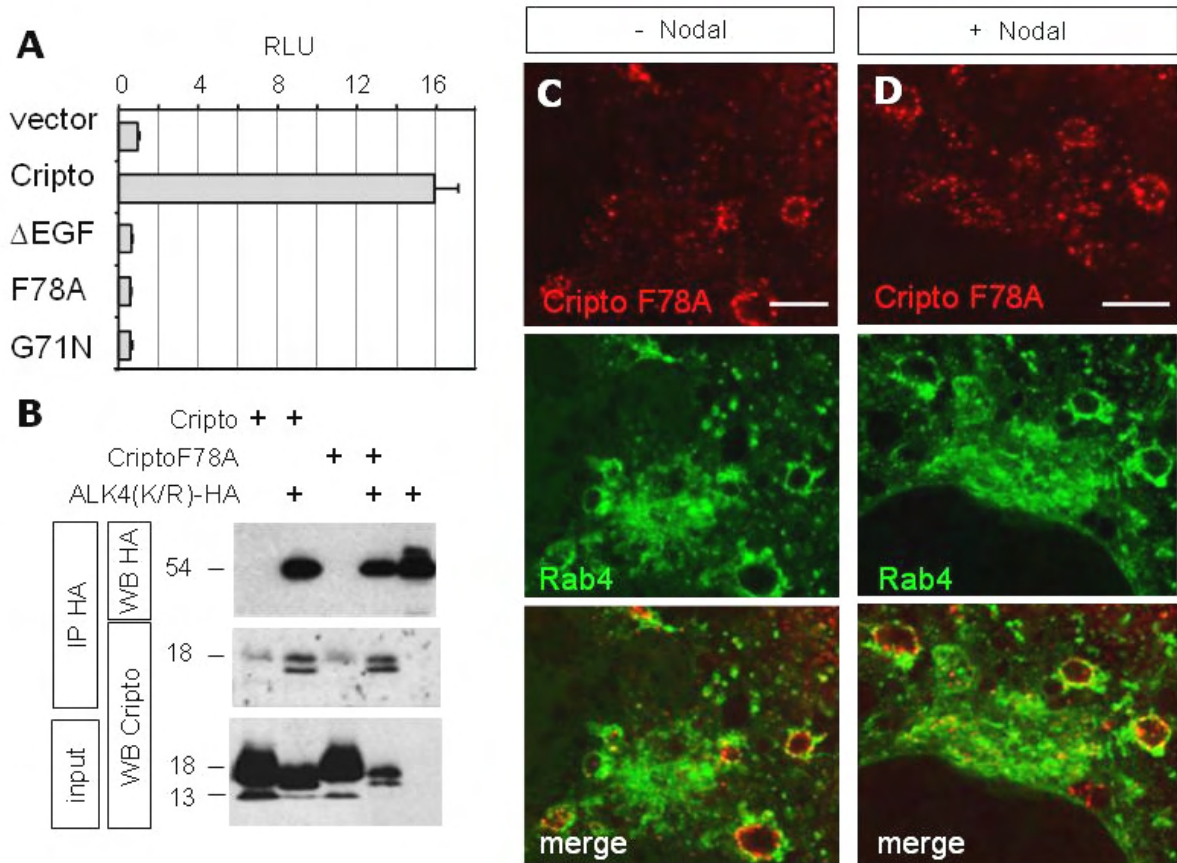 A
RLU
0 4 8 12 16
vector
Cripto
ΔEGF
F78A
G71N
B
Cripto + +
CriptoF78A + +
ALK4(K/R)-HA + + +
IP HA
WB HA
54 –
WB Cripto
18 –
input
18 –
13 –
- Nodal
+ Nodal
C
Cripto F78A
D
Cripto F78A
Rab4
Rab4
merge
merge